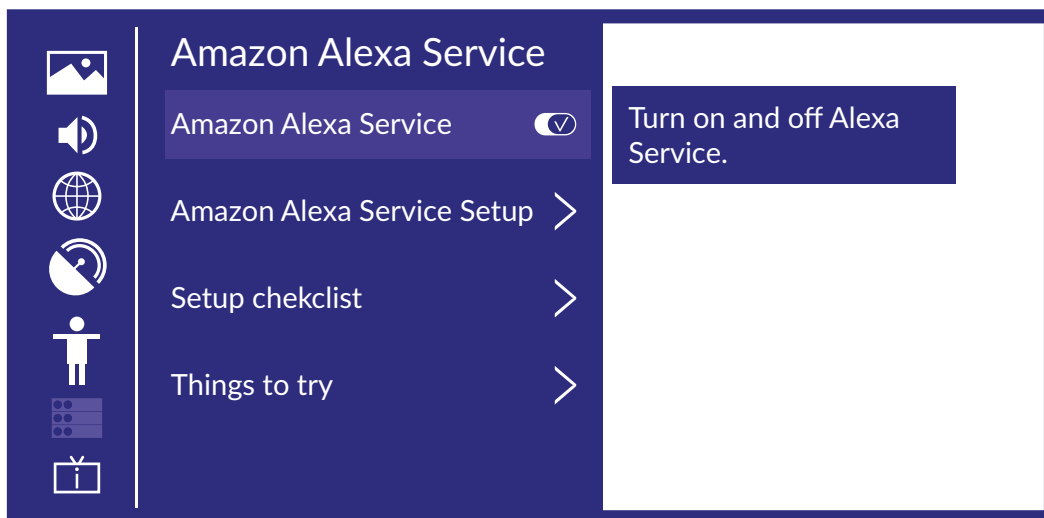 Amazon Alexa Service
Amazon Alexa Service
Turn on and off Alexa
Service.
Amazon Alexa Service Setup
Setup chekclist
Things to try